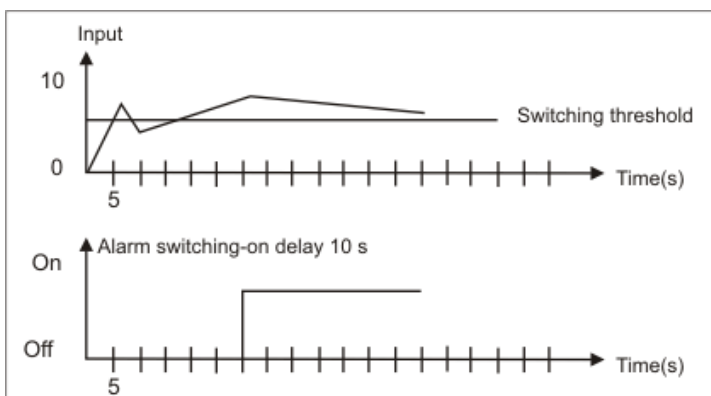 Input
10
Switching threshold
0
Time(s)
5
Alarm switching-on delay 10 s
On
Off
Time(s)
5